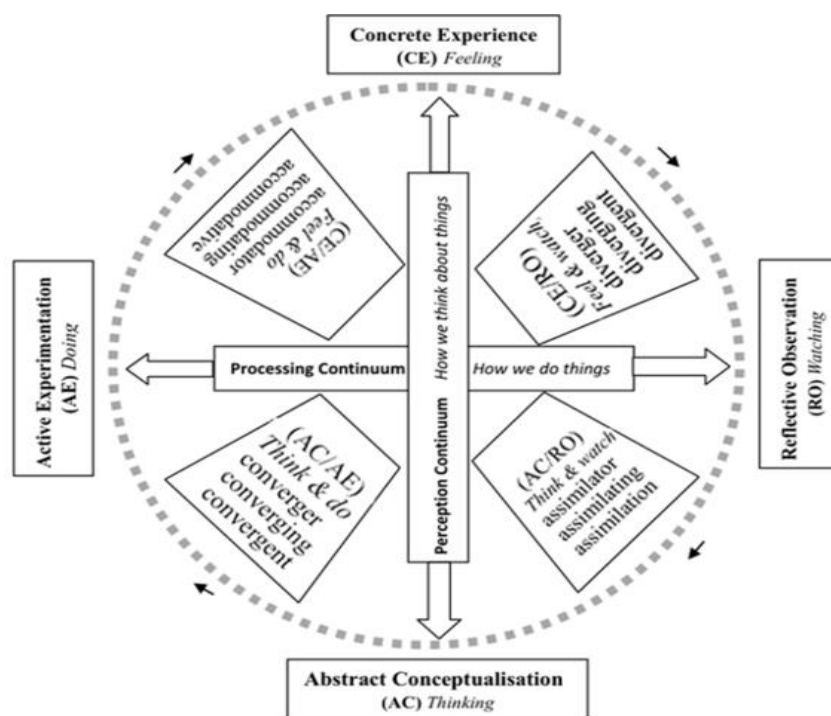 Concrete Experience
(CE) Feeling
(CE/AE)
Feel & do
accommodator
accommodaing
accommodative
(CE/RO)
Feel & watch,
diverger
diverging
divergent
Active Experimentation
(AE) Doing
Processing Continuum
How we do things
Perception Continuum
How we think about things
Reflective Observation
(RO) Watching
(AC/AE)
Think & do
converger
converging
convergent
(AC/RO)
Think & watch
assimilator
assimilating
assimilation
Abstract Conceptualisation
(AC) Thinking